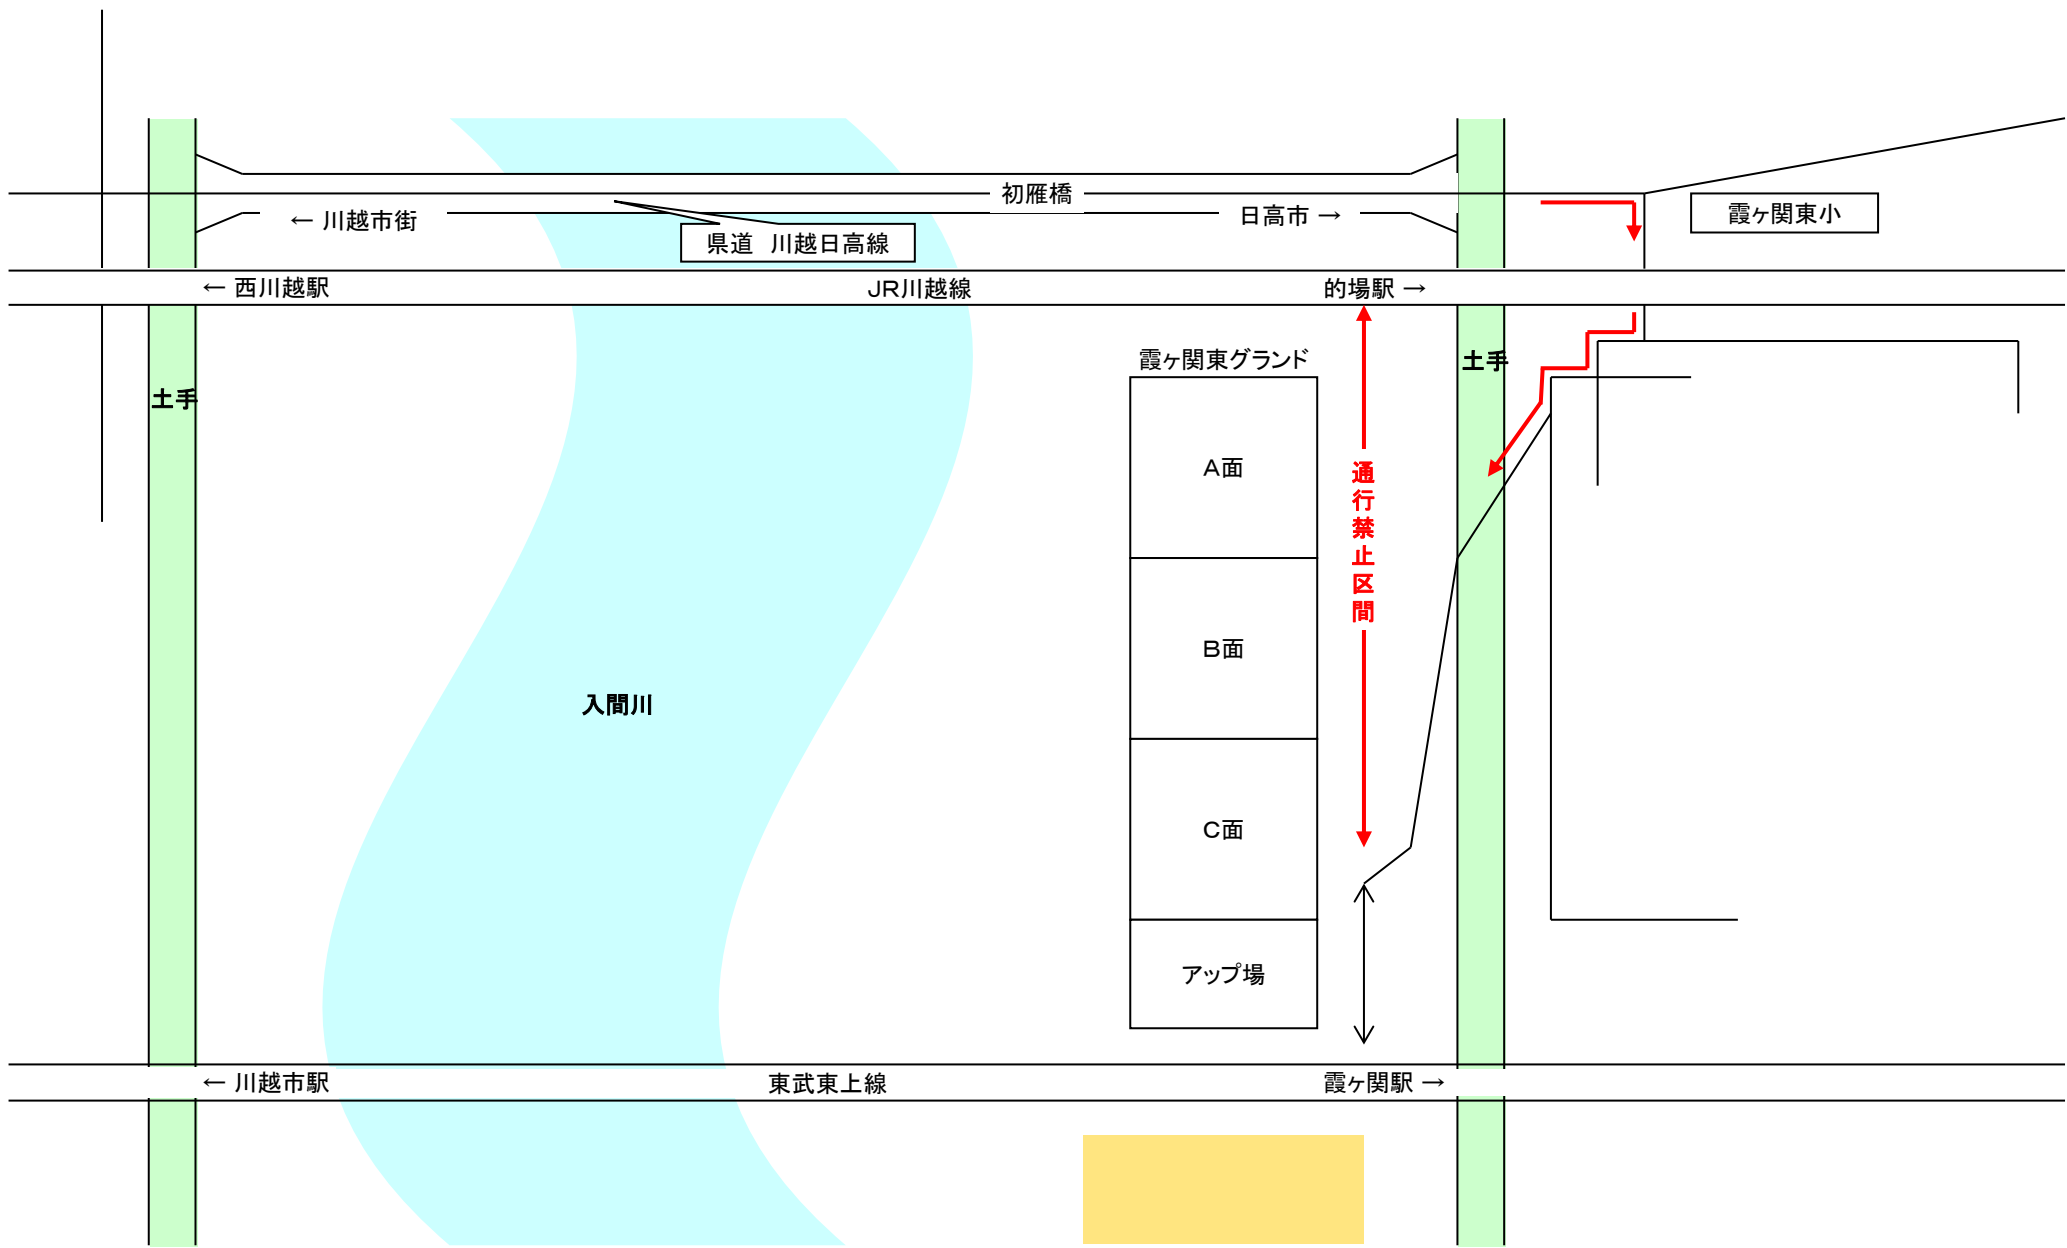 初雁橋
← 川越市街
日高市 →
霞ヶ関東小
県道　川越日高線
← 西川越駅
JR川越線
的場駅 →
霞ヶ関東グランド
土手
土手
A面
通行禁止区間
B面
入間川
C面
アップ場
← 川越市駅
東武東上線
霞ヶ関駅 →